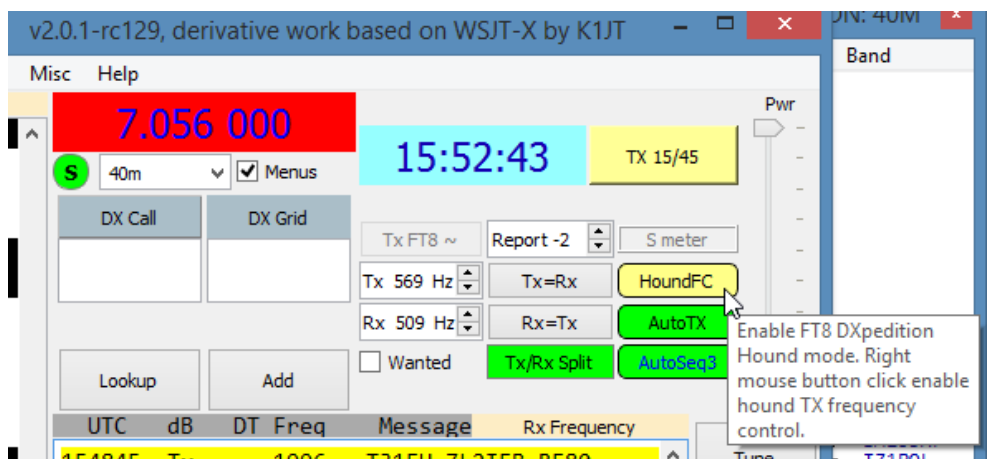 v2.0.1-rc129, derivative work based on WSJT-X by K1JT
40M
Band
Misc Help
7.056 000
Pwr
15:52:43
TX 15/45
S 40m Menus
DX Call DX Grid
Tx FT8 ~ Report -2 S meter
Tx 569 Hz Tx=Rx HoundFC
Rx 509 Hz Rx=Tx AutoTX
Wanted Tx/Rx Split AutoSeq3
Enable FT8 DXpedition
Hound mode. Right
mouse button click enable
hound TX frequency
control.
Lookup Add
UTC dB DT Freq Message Rx Frequency
Tune